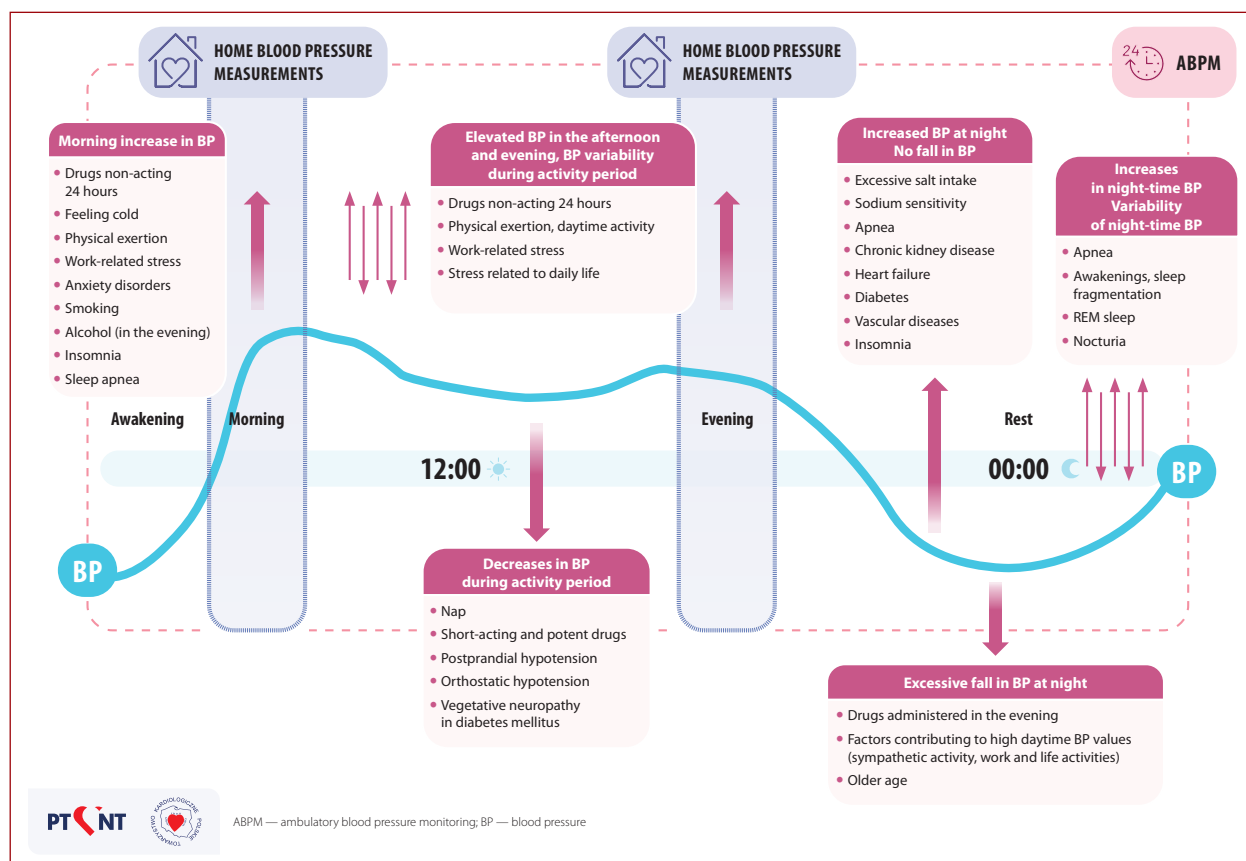 HOME BLOOD PRESSURE
MEASUREMENTS
HOME BLOOD PRESSURE
MEASUREMENTS
24
ABPM
Morning increase in BP
• Drugs non-acting
24 hours
• Feeling cold
• Physical exertion
• Work-related stress
• Anxiety disorders
• Smoking
• Alcohol (in the evening)
• Insomnia
• Sleep apnea
Elevated BP in the afternoon
and evening, BP variability
during activity period
• Drugs non-acting 24 hours
• Physical exertion, daytime activity
• Work-related stress
• Stress related to daily life
Increased BP at night
No fall in BP
• Excessive salt intake
• Sodium sensitivity
• Apnea
• Chronic kidney disease
• Heart failure
• Diabetes
• Vascular diseases
• Insomnia
Increases
in night-time BP
Variability
of night-time BP
• Apnea
• Awakenings, sleep
fragmentation
• REM sleep
• Nocturia
Awakening
Morning
Evening
Rest
12:00
00:00
BP
BP
Decreases in BP
during activity period
• Nap
• Short-acting and potent drugs
• Postprandial hypotension
• Orthostatic hypotension
• Vegetative neuropathy
in diabetes mellitus
Excessive fall in BP at night
• Drugs administered in the evening
• Factors contributing to high daytime BP values
(sympathetic activity, work and life activities)
• Older age
PT NT
POLSKIE TOWARZYSTWO KARDIOLOGICZNE
ABPM — ambulatory blood pressure monitoring; BP — blood pressure